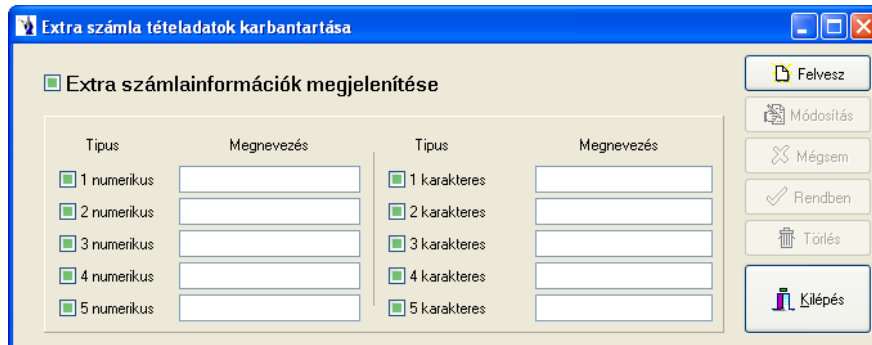 Extra számla tételadatok karbantartása
Extra számlainformációk megjelenítése
Tipus Megnevezés Tipus Megnevezés
1 numerikus 1 karakteres
2 numerikus 2 karakteres
3 numerikus 3 karakteres
4 numerikus 4 karakteres
5 numerikus 5 karakteres
Felvesz
Módosítás
Mégsem
Rendben
Törlés
Kilépés